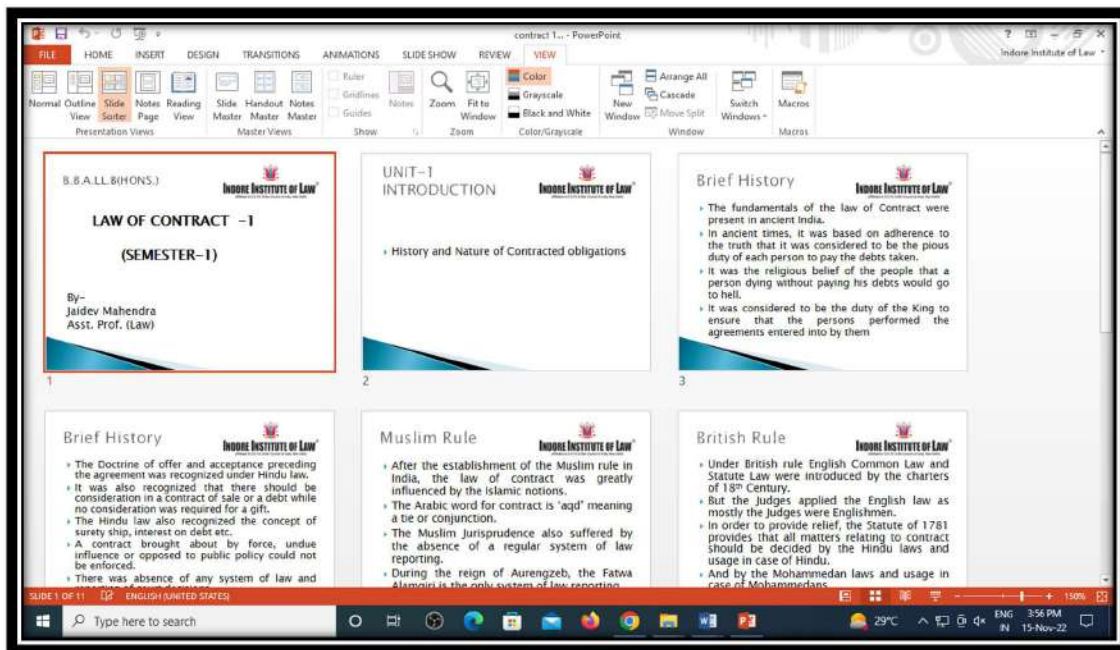 contract 1... - PowerPoint
FILE HOME INSERT DESIGN TRANSITIONS ANIMATIONS SLIDE SHOW REVIEW VIEW
Indore Institute of Law
Normal Outline View Slide Sorter Notes Page Reading View
Presentation Views
Slide Master Handout Master Notes Master
Master Views
Ruler
Gridlines
Guides
Notes
Show
Zoom Fit to Window
Zoom
Color
Grayscale
Black and White
Color/Grayscale
New Window
Arrange All
Cascade
Move Split
Switch Windows
Window
Macros
Macros
B.B.A.LL.B(HONS.)
INDORE INSTITUTE OF LAW
LAW OF CONTRACT -1
(SEMESTER-1)
By-
Jaidev Mahendra
Asst. Prof. (Law)
1
UNIT-1
INTRODUCTION
INDORE INSTITUTE OF LAW
History and Nature of Contracted obligations
2
Brief History
INDORE INSTITUTE OF LAW
The fundamentals of the law of Contract were
present in ancient India.
In ancient times, it was based on adherence to
the truth that it was considered to be the pious
duty of each person to pay the debts taken.
It was the religious belief of the people that a
person dying without paying his debts would go
to hell.
It was considered to be the duty of the King to
ensure that the persons performed the
agreements entered into by them
3
Brief History
INDORE INSTITUTE OF LAW
The Doctrine of offer and acceptance preceding
the agreement was recognized under Hindu law.
It was also recognized that there should be
consideration in a contract of sale or a debt while
no consideration was required for a gift.
The Hindu law also recognized the concept of
surety ship, interest on debt etc.
A contract brought about by force, undue
influence or opposed to public policy could not
be enforced.
There was absence of any system of law and
Muslim Rule
INDORE INSTITUTE OF LAW
After the establishment of the Muslim rule in
India, the law of contract was greatly
influenced by the Islamic notions.
The Arabic word for contract is 'aqd' meaning
a tie or conjunction.
The Muslim Jurisprudence also suffered by
the absence of a regular system of law
reporting.
During the reign of Aurengzeb, the Fatwa
Alamgiri is the only system of law reporting
British Rule
INDORE INSTITUTE OF LAW
Under British rule English Common Law and
Statute Law were introduced by the charters
of 18th Century.
But the Judges applied the English law as
mostly the Judges were Englishmen.
In order to provide relief, the Statute of 1781
provides that all matters relating to contract
should be decided by the Hindu laws and
usage in case of Hindu.
And by the Mohammedan laws and usage in
case of Mohammedans
SLIDE 1 OF 11 ENGLISH (UNITED STATES) 150%
Type here to search 29°C ENG 3:56 PM
IN 15-Nov-22